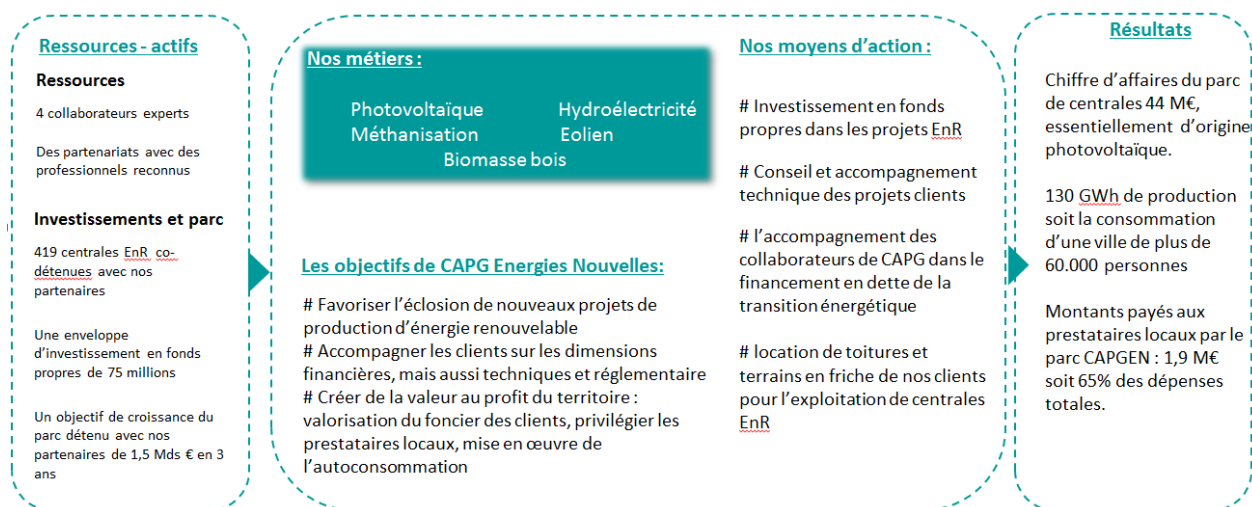 Ressources - actifs
Ressources
4 collaborateurs experts
Des partenariats avec des
professionnels reconnus
Investissements et parc
419 centrales EnR co-
détenues avec nos
partenaires
Une enveloppe
d'investissement en fonds
propres de 75 millions
Un objectif de croissance du
parc détenu avec nos
partenaires de 1,5 Mds € en 3
ans
Nos métiers :
Photovoltaïque Hydroélectricité
Méthanisation Eolien
Biomasse bois
Les objectifs de CAPG Energies Nouvelles:
# Favoriser l'éclosion de nouveaux projets de
production d'énergie renouvelable
# Accompagner les clients sur les dimensions
financières, mais aussi techniques et réglementaire
# Créer de la valeur au profit du territoire :
valorisation du foncier des clients, privilégier les
prestataires locaux, mise en œuvre de
l'autoconsommation
Nos moyens d'action :
# Investissement en fonds
propres dans les projets EnR
# Conseil et accompagnement
technique des projets clients
# l'accompagnement des
collaborateurs de CAPG dans le
financement en dette de la
transition énergétique
# location de toitures et
terrains en friche de nos clients
pour l'exploitation de centrales
EnR
Résultats
Chiffre d'affaires du parc
de centrales 44 M€,
essentiellement d'origine
photovoltaïque.
130 GWh de production
soit la consommation
d'une ville de plus de
60.000 personnes
Montants payés aux
prestataires locaux par le
parc CAPGEN : 1,9 M€
soit 65% des dépenses
totales.